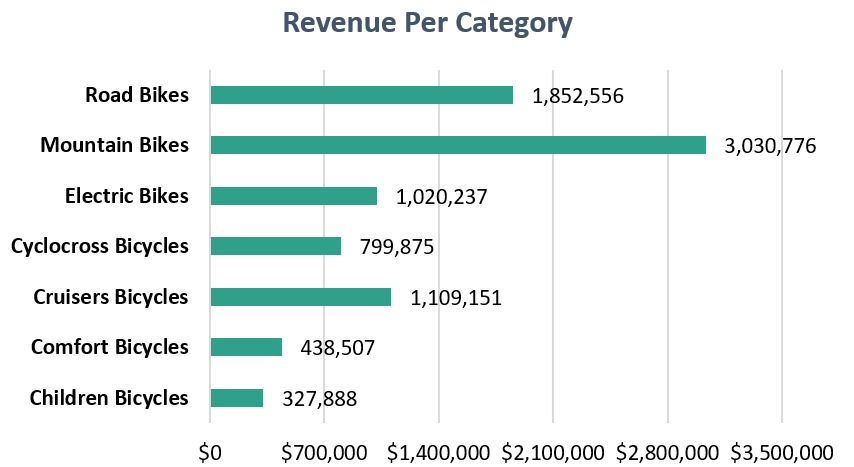 Revenue Per Category
Road Bikes 1,852,556
Mountain Bikes 3,030,776
Electric Bikes 1,020,237
Cyclocross Bicycles 799,875
Cruisers Bicycles 1,109,151
Comfort Bicycles 438,507
Children Bicycles 327,888
$0 $700,000 $1,400,000 $2,100,000 $2,800,000 $3,500,000